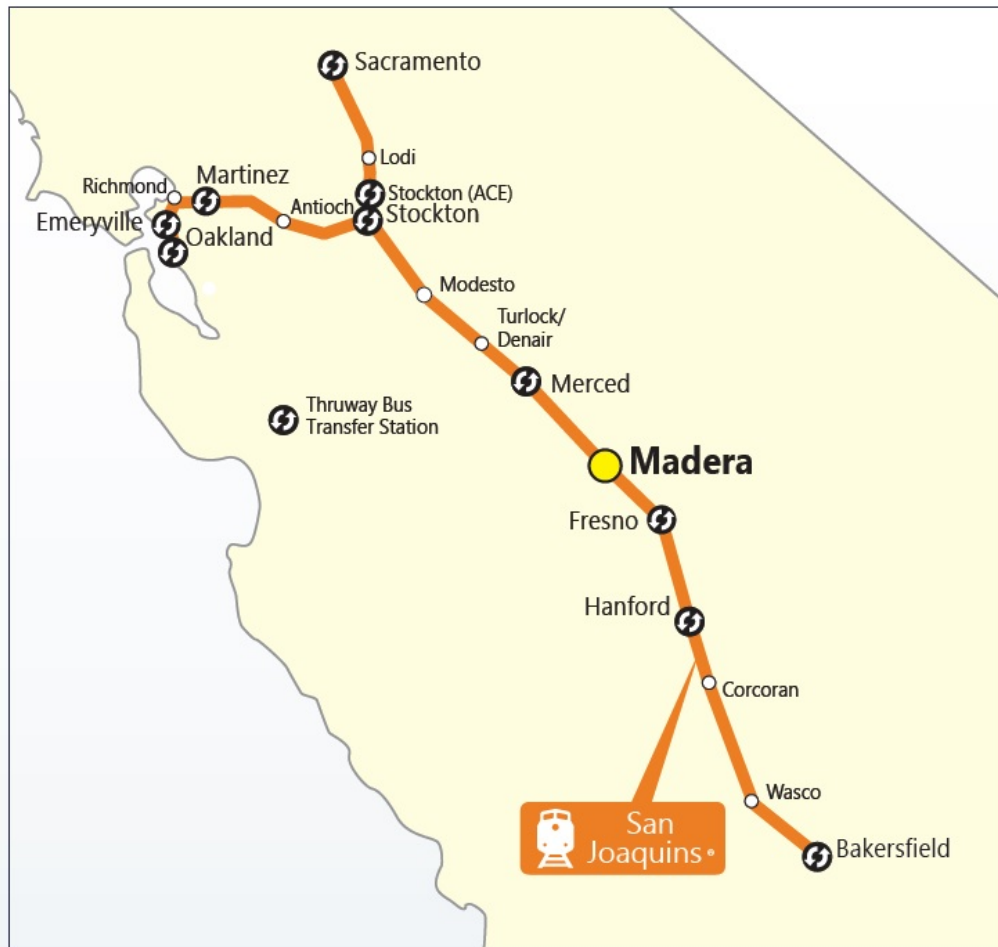 Sacramento
Lodi
Richmond
Martinez
Stockton (ACE)
Antioch
Stockton
Emeryville
Oakland
Modesto
Turlock/
Denair
Merced
Thruway Bus
Transfer Station
Madera
Fresno
Hanford
Corcoran
Wasco
San
Joaquins®
Bakersfield